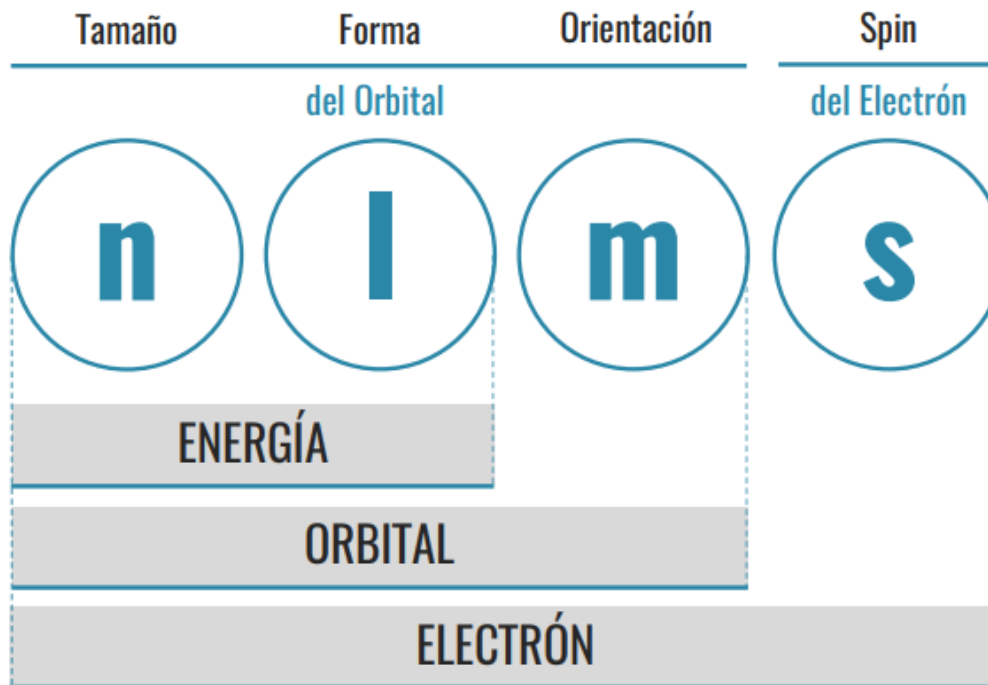 Tamaño Forma Orientación Spin
del Orbital del Electrón
n l m s
ENERGÍA
ORBITAL
ELECTRÓN